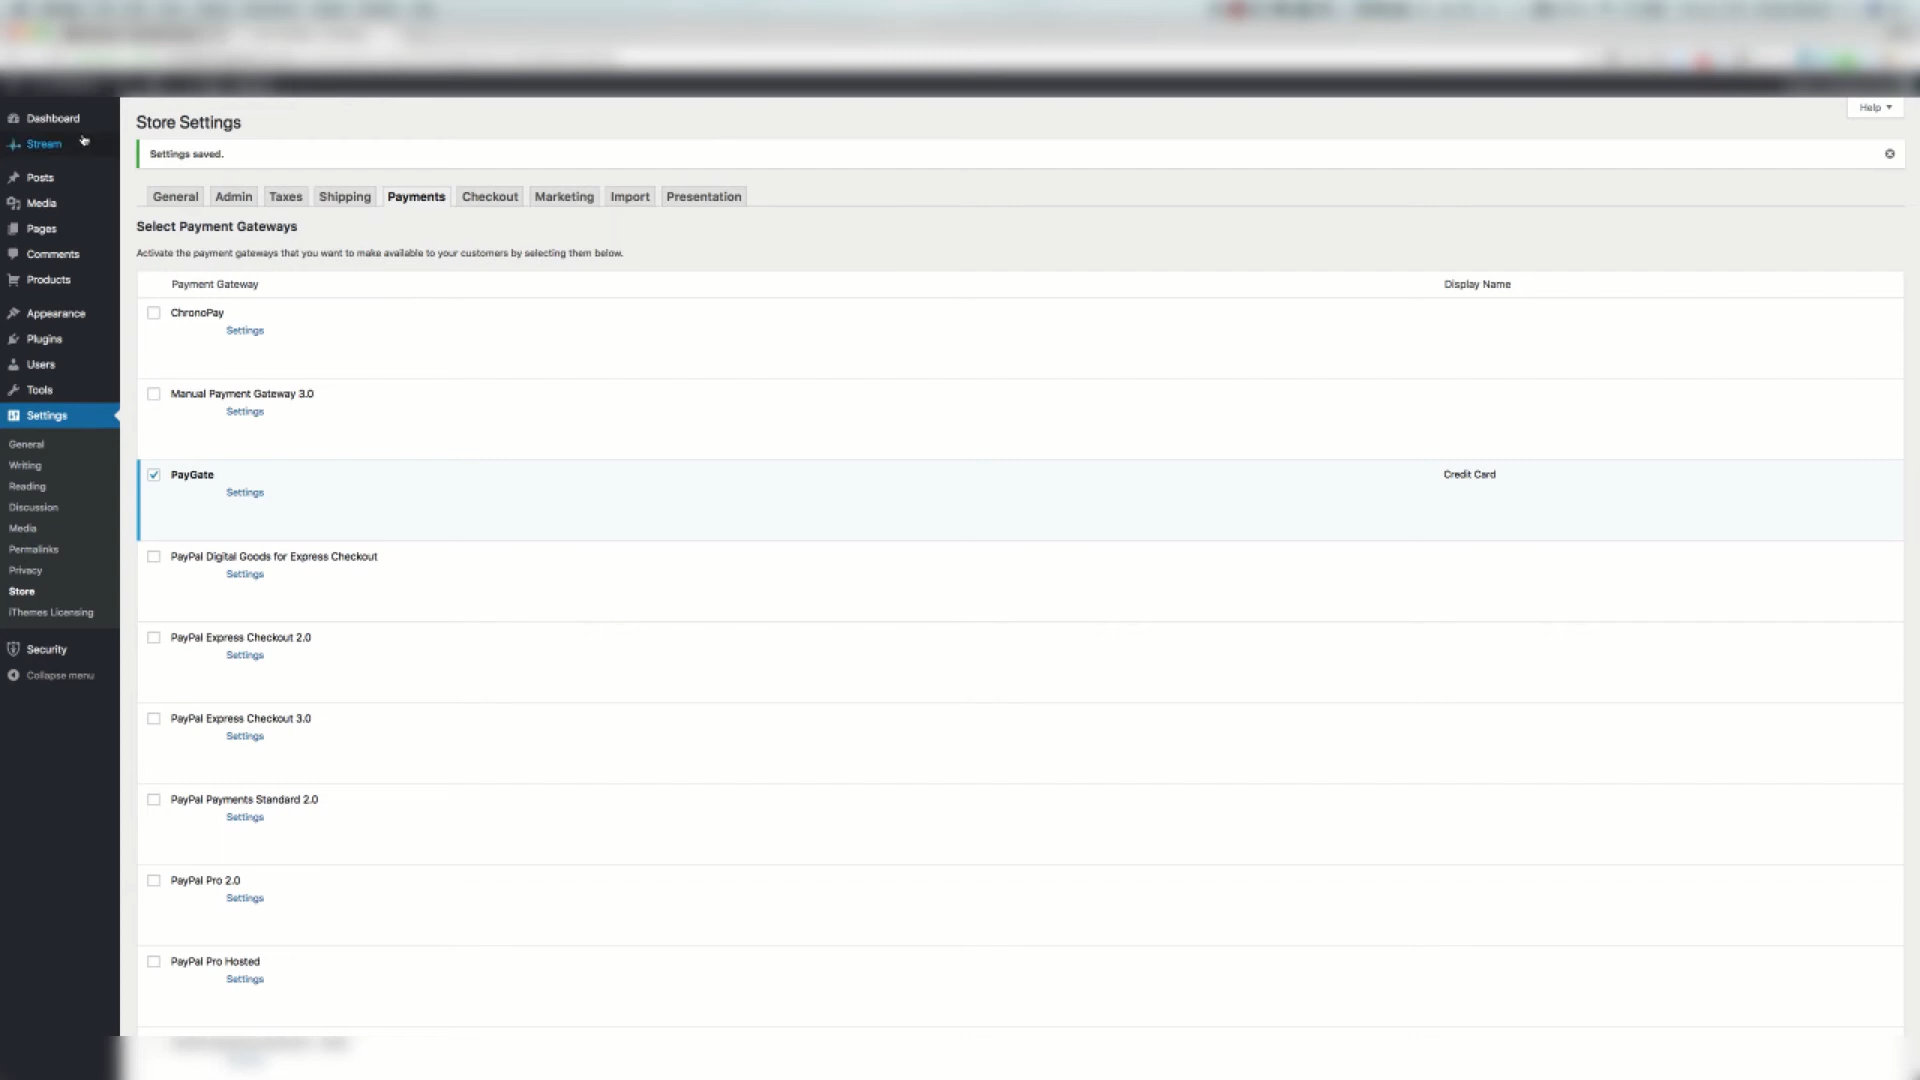 Help
Dashboard
Store Settings
Stream
Settings saved.
Posts
General Admin Taxes Shipping Payments Checkout Marketing Import Presentation
Media
Pages
Select Payment Gateways
Comments
Activate the payment gateways that you want to make available to your customers by selecting them below.
Products
Payment Gateway Display Name
Appearance
ChronoPay
Settings
Plugins
Users
Tools
Manual Payment Gateway 3.0
Settings
Settings
General
Writing
Reading
Discussion
Media
Permalinks
Privacy
Store
iThemes Licensing
Security
Collapse menu
PayGate Credit Card
Settings
PayPal Digital Goods for Express Checkout
Settings
PayPal Express Checkout 2.0
Settings
PayPal Express Checkout 3.0
Settings
PayPal Payments Standard 2.0
Settings
PayPal Pro 2.0
Settings
PayPal Pro Hosted
Settings